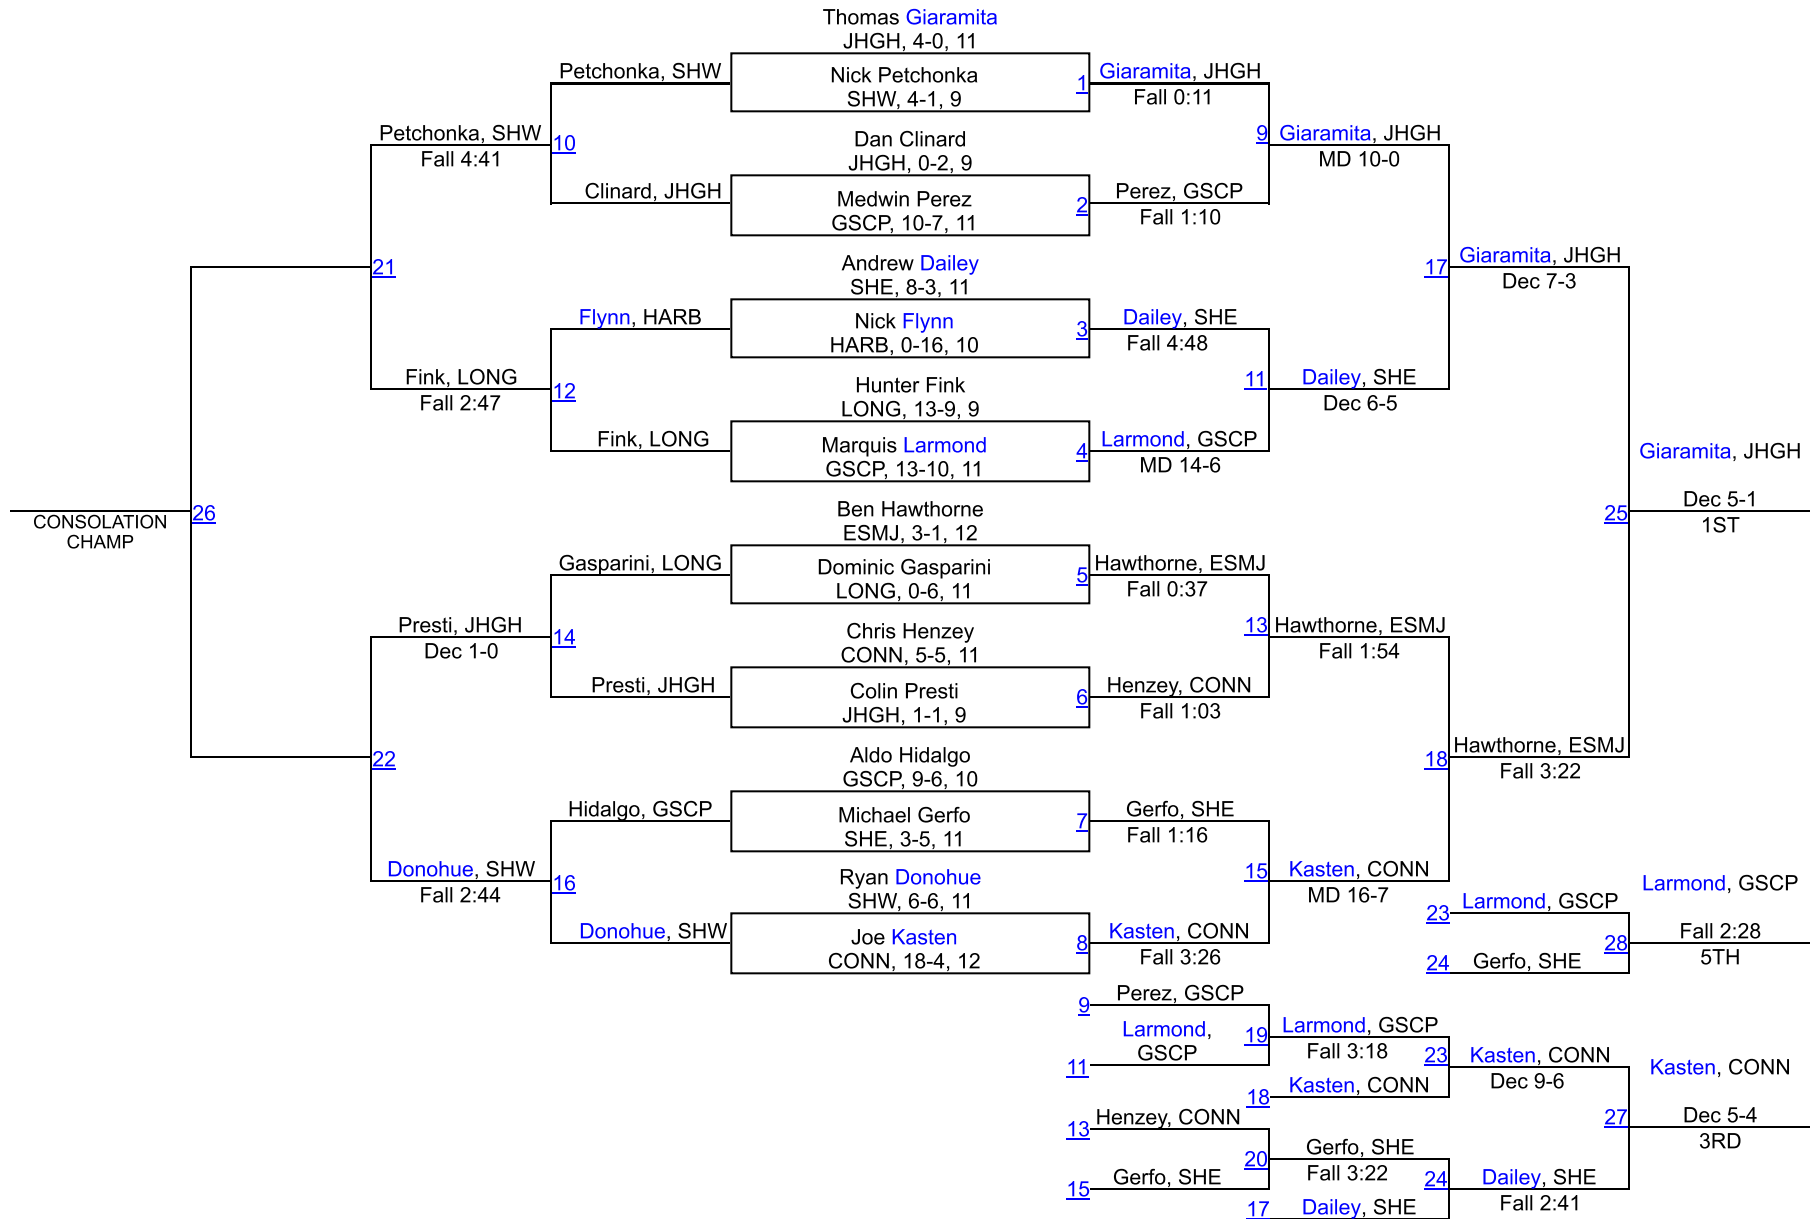 Thomas Giaramita
JHGH, 4-0, 11
Nick Petchonka
SHW, 4-1, 9
1
Dan Clinard
JHGH, 0-2, 9
Medwin Perez
GSCP, 10-7, 11
2
Andrew Dailey
SHE, 8-3, 11
Nick Flynn
HARB, 0-16, 10
3
Hunter Fink
LONG, 13-9, 9
Marquis Larmond
GSCP, 13-10, 11
4
Ben Hawthorne
ESMJ, 3-1, 12
Dominic Gasparini
LONG, 0-6, 11
5
Chris Henzey
CONN, 5-5, 11
Colin Presti
JHGH, 1-1, 9
6
Aldo Hidalgo
GSCP, 9-6, 10
Michael Gerfo
SHE, 3-5, 11
7
Ryan Donohue
SHW, 6-6, 11
Joe Kasten
CONN, 18-4, 12
8
Petchonka, SHW
10
Clinard, JHGH
Flynn, HARB
12
Fink, LONG
Gasparini, LONG
14
Presti, JHGH
Hidalgo, GSCP
16
Donohue, SHW
Petchonka, SHW
Fall 4:41
21
Fink, LONG
Fall 2:47
Presti, JHGH
Dec 1-0
22
Donohue, SHW
Fall 2:44
26
CONSOLATION
CHAMP
Giaramita, JHGH
Fall 0:11
9
Perez, GSCP
Fall 1:10
Dailey, SHE
Fall 4:48
11
Larmond, GSCP
MD 14-6
Hawthorne, ESMJ
Fall 0:37
13
Henzey, CONN
Fall 1:03
Gerfo, SHE
Fall 1:16
15
Kasten, CONN
Fall 3:26
Giaramita, JHGH
MD 10-0
17
Dailey, SHE
Dec 6-5
Hawthorne, ESMJ
Fall 1:54
18
Kasten, CONN
MD 16-7
Giaramita, JHGH
Dec 7-3
25
Hawthorne, ESMJ
Fall 3:22
Giaramita, JHGH
Dec 5-1
1ST
23
Larmond, GSCP
24
Gerfo, SHE
28
Larmond, GSCP
Fall 2:28
5TH
9
Perez, GSCP
11
Larmond,
GSCP
19
Larmond, GSCP
Fall 3:18
18
Kasten, CONN
23
Kasten, CONN
Dec 9-6
13
Henzey, CONN
15
Gerfo, SHE
20
Gerfo, SHE
Fall 3:22
17
Dailey, SHE
24
Dailey, SHE
Fall 2:41
27
Kasten, CONN
Dec 5-4
3RD